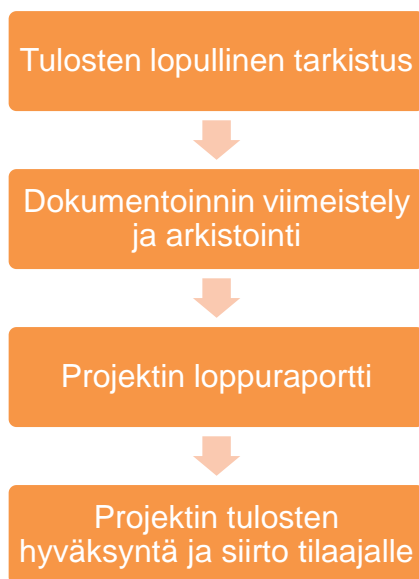 Tulosten lopullinen tarkistus
Dokumentoinnin viimeistely
ja arkistointi
Projektin loppuraportti
Projektin tulosten
hyväksyntä ja siirto tilaajalle